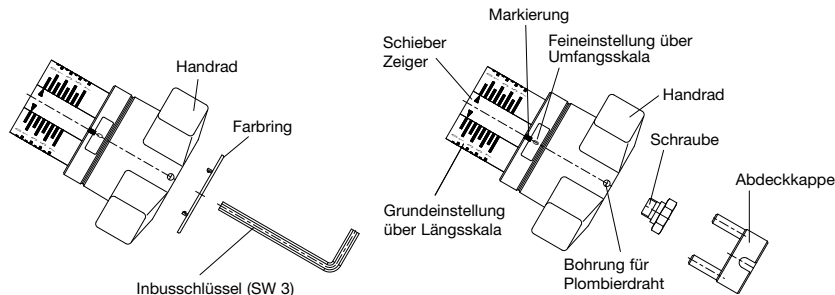 Handrad
Farbring
Inbusschlüssel (SW 3)
Markierung
Schieber
Zeiger
Feineinstellung über
Umfangsskala
Handrad
Schraube
Abdeckkappe
Grundeinstellung
über Längsskala
Bohrung für
Plombierdraht